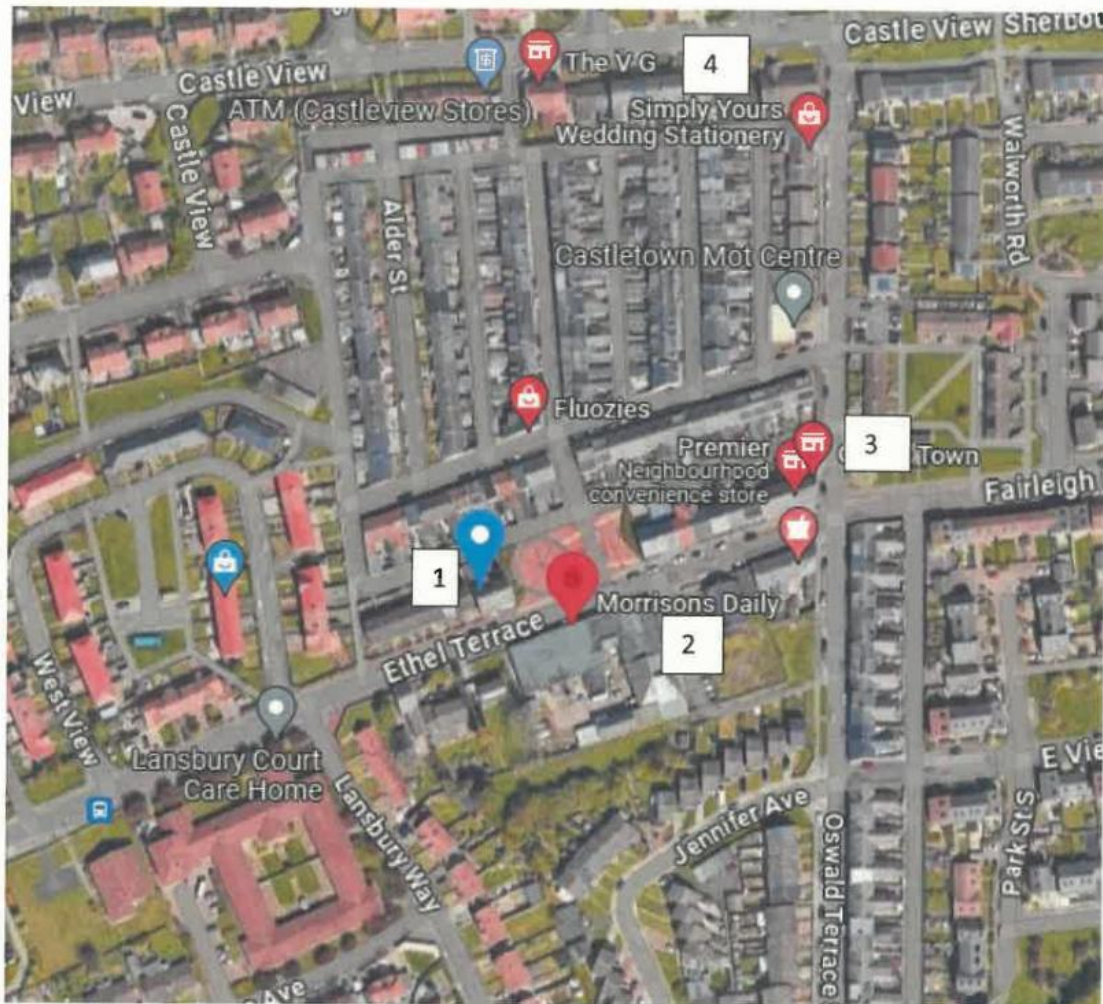 Castle View Sherbou
Castle View
View
The V G
4
ATM (Castleview Stores)
Simply Yours
Wedding Stationery
Castle View
Walworth Rd
Alder St
Castletown Mot Centre
Fluozies
Premier
Neighbourhood
convenience store
3
Town
Fairleigh
1
Morrisons Daily
2
Ethel Terrace
West View
Lansbury Court
Care Home
Lansbury Way
Jennifer Ave
Oswald Terrace
E Vie
Park St S
Ave